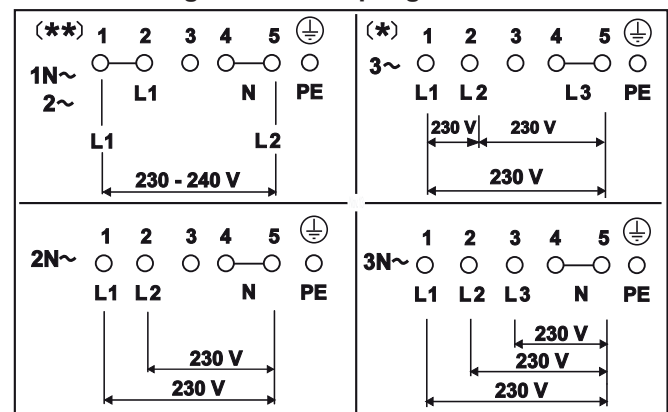 (**) 1 2 3 4 5
1N~
2~
L1 N PE
L1 L2
230 - 240 V
(*) 1 2 3 4 5
3~
L1 L2 L3 PE
230 V 230 V
230 V
1 2 3 4 5
2N~
L1 L2 N PE
230 V
230 V
1 2 3 4 5
3N~
L1 L2 L3 N PE
230 V
230 V
230 V